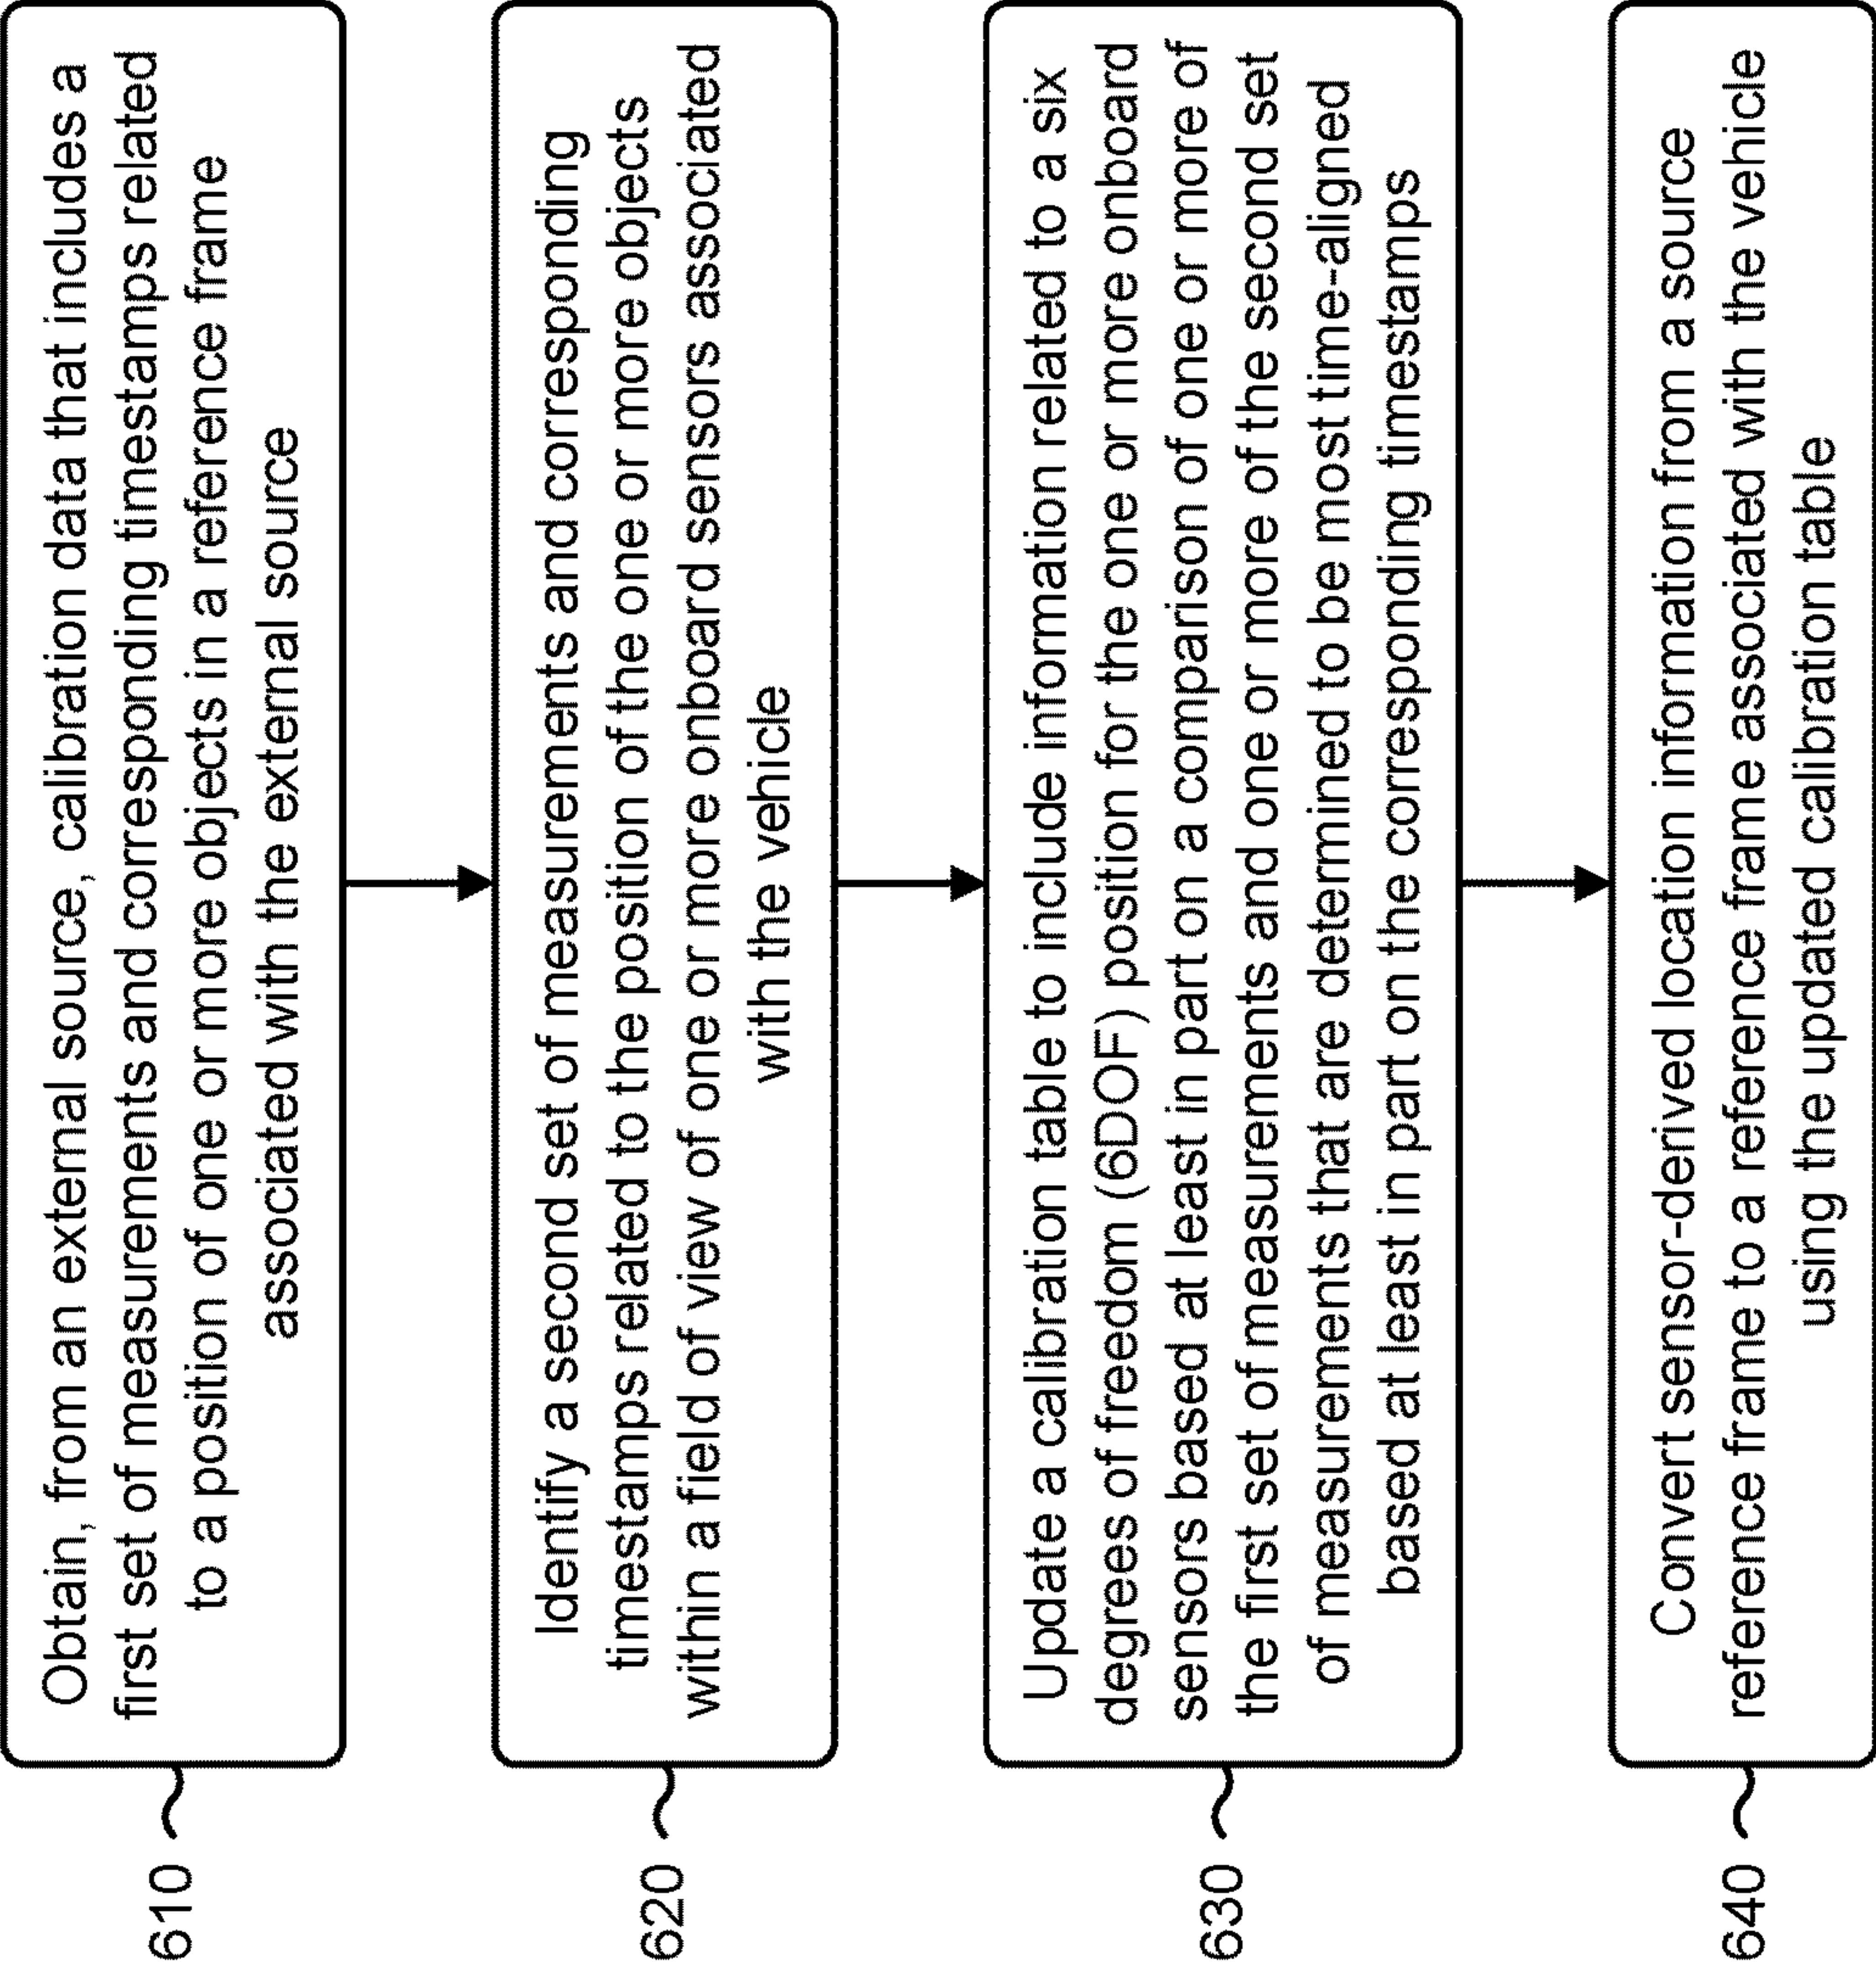 610
Obtain, from an external source, calibration data that includes a
first set of measurements and corresponding timestamps related
to a position of one or more objects in a reference frame
associated with the external source
620
Identify a second set of measurements and corresponding
timestamps related to the position of the one or more objects
within a field of view of one or more onboard sensors associated
with the vehicle
630
Update a calibration table to include information related to a six
degrees of freedom (6DOF) position for the one or more onboard
sensors based at least in part on a comparison of one or more of
the first set of measurements and one or more of the second set
of measurements that are determined to be most time-aligned
based at least in part on the corresponding timestamps
640
Convert sensor-derived location information from a source
reference frame to a reference frame associated with the vehicle
using the updated calibration table